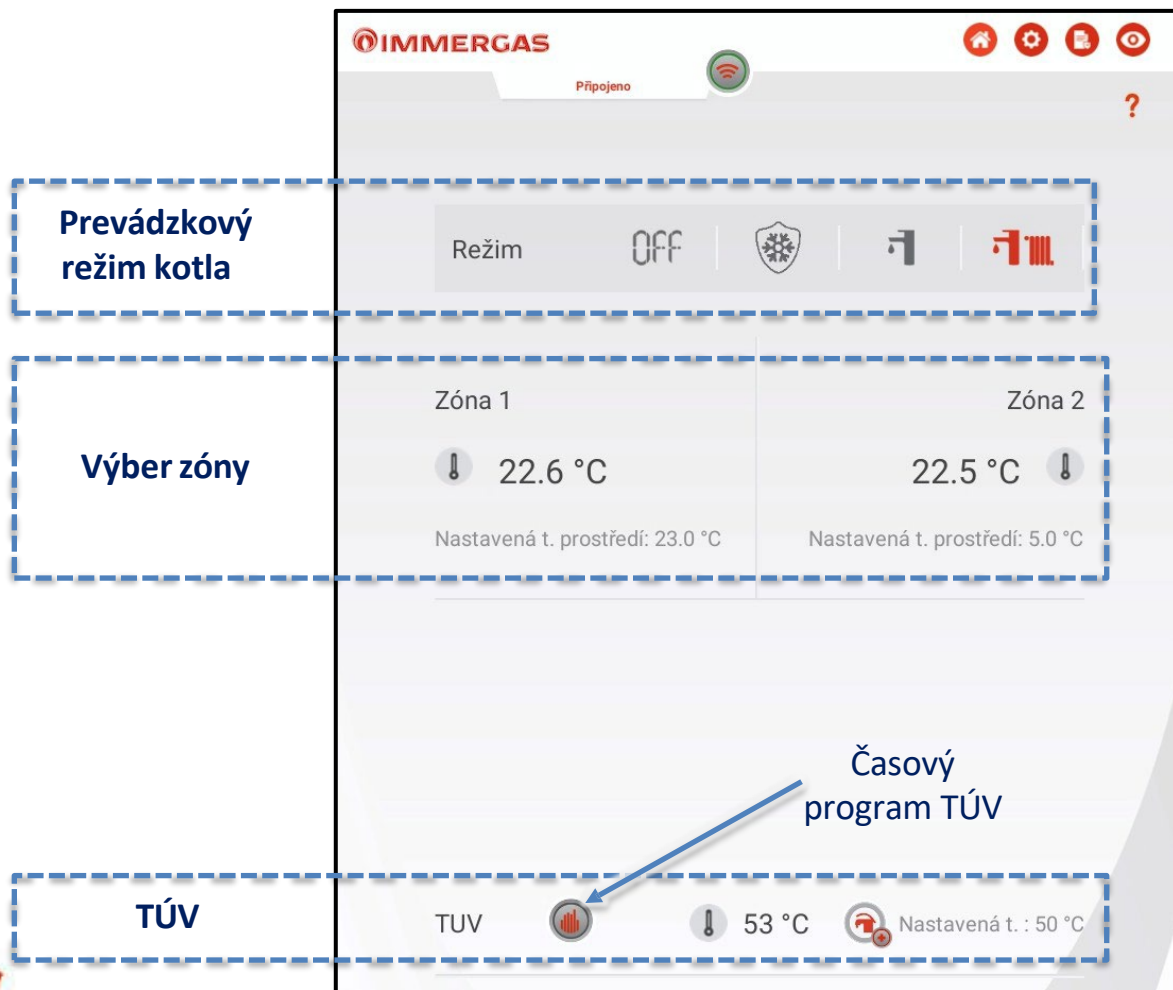 IMMERGAS
Připojeno
?
Prevádzkový
režim kotla
Režim OFF
Zóna 1 Zóna 2
Výber zóny
22.6 °C 22.5 °C
Nastavená t. prostředí: 23.0 °C Nastavená t. prostředí: 5.0 °C
Časový
program TÚV
TÚV
TUV 53 °C Nastavená t. : 50 °C